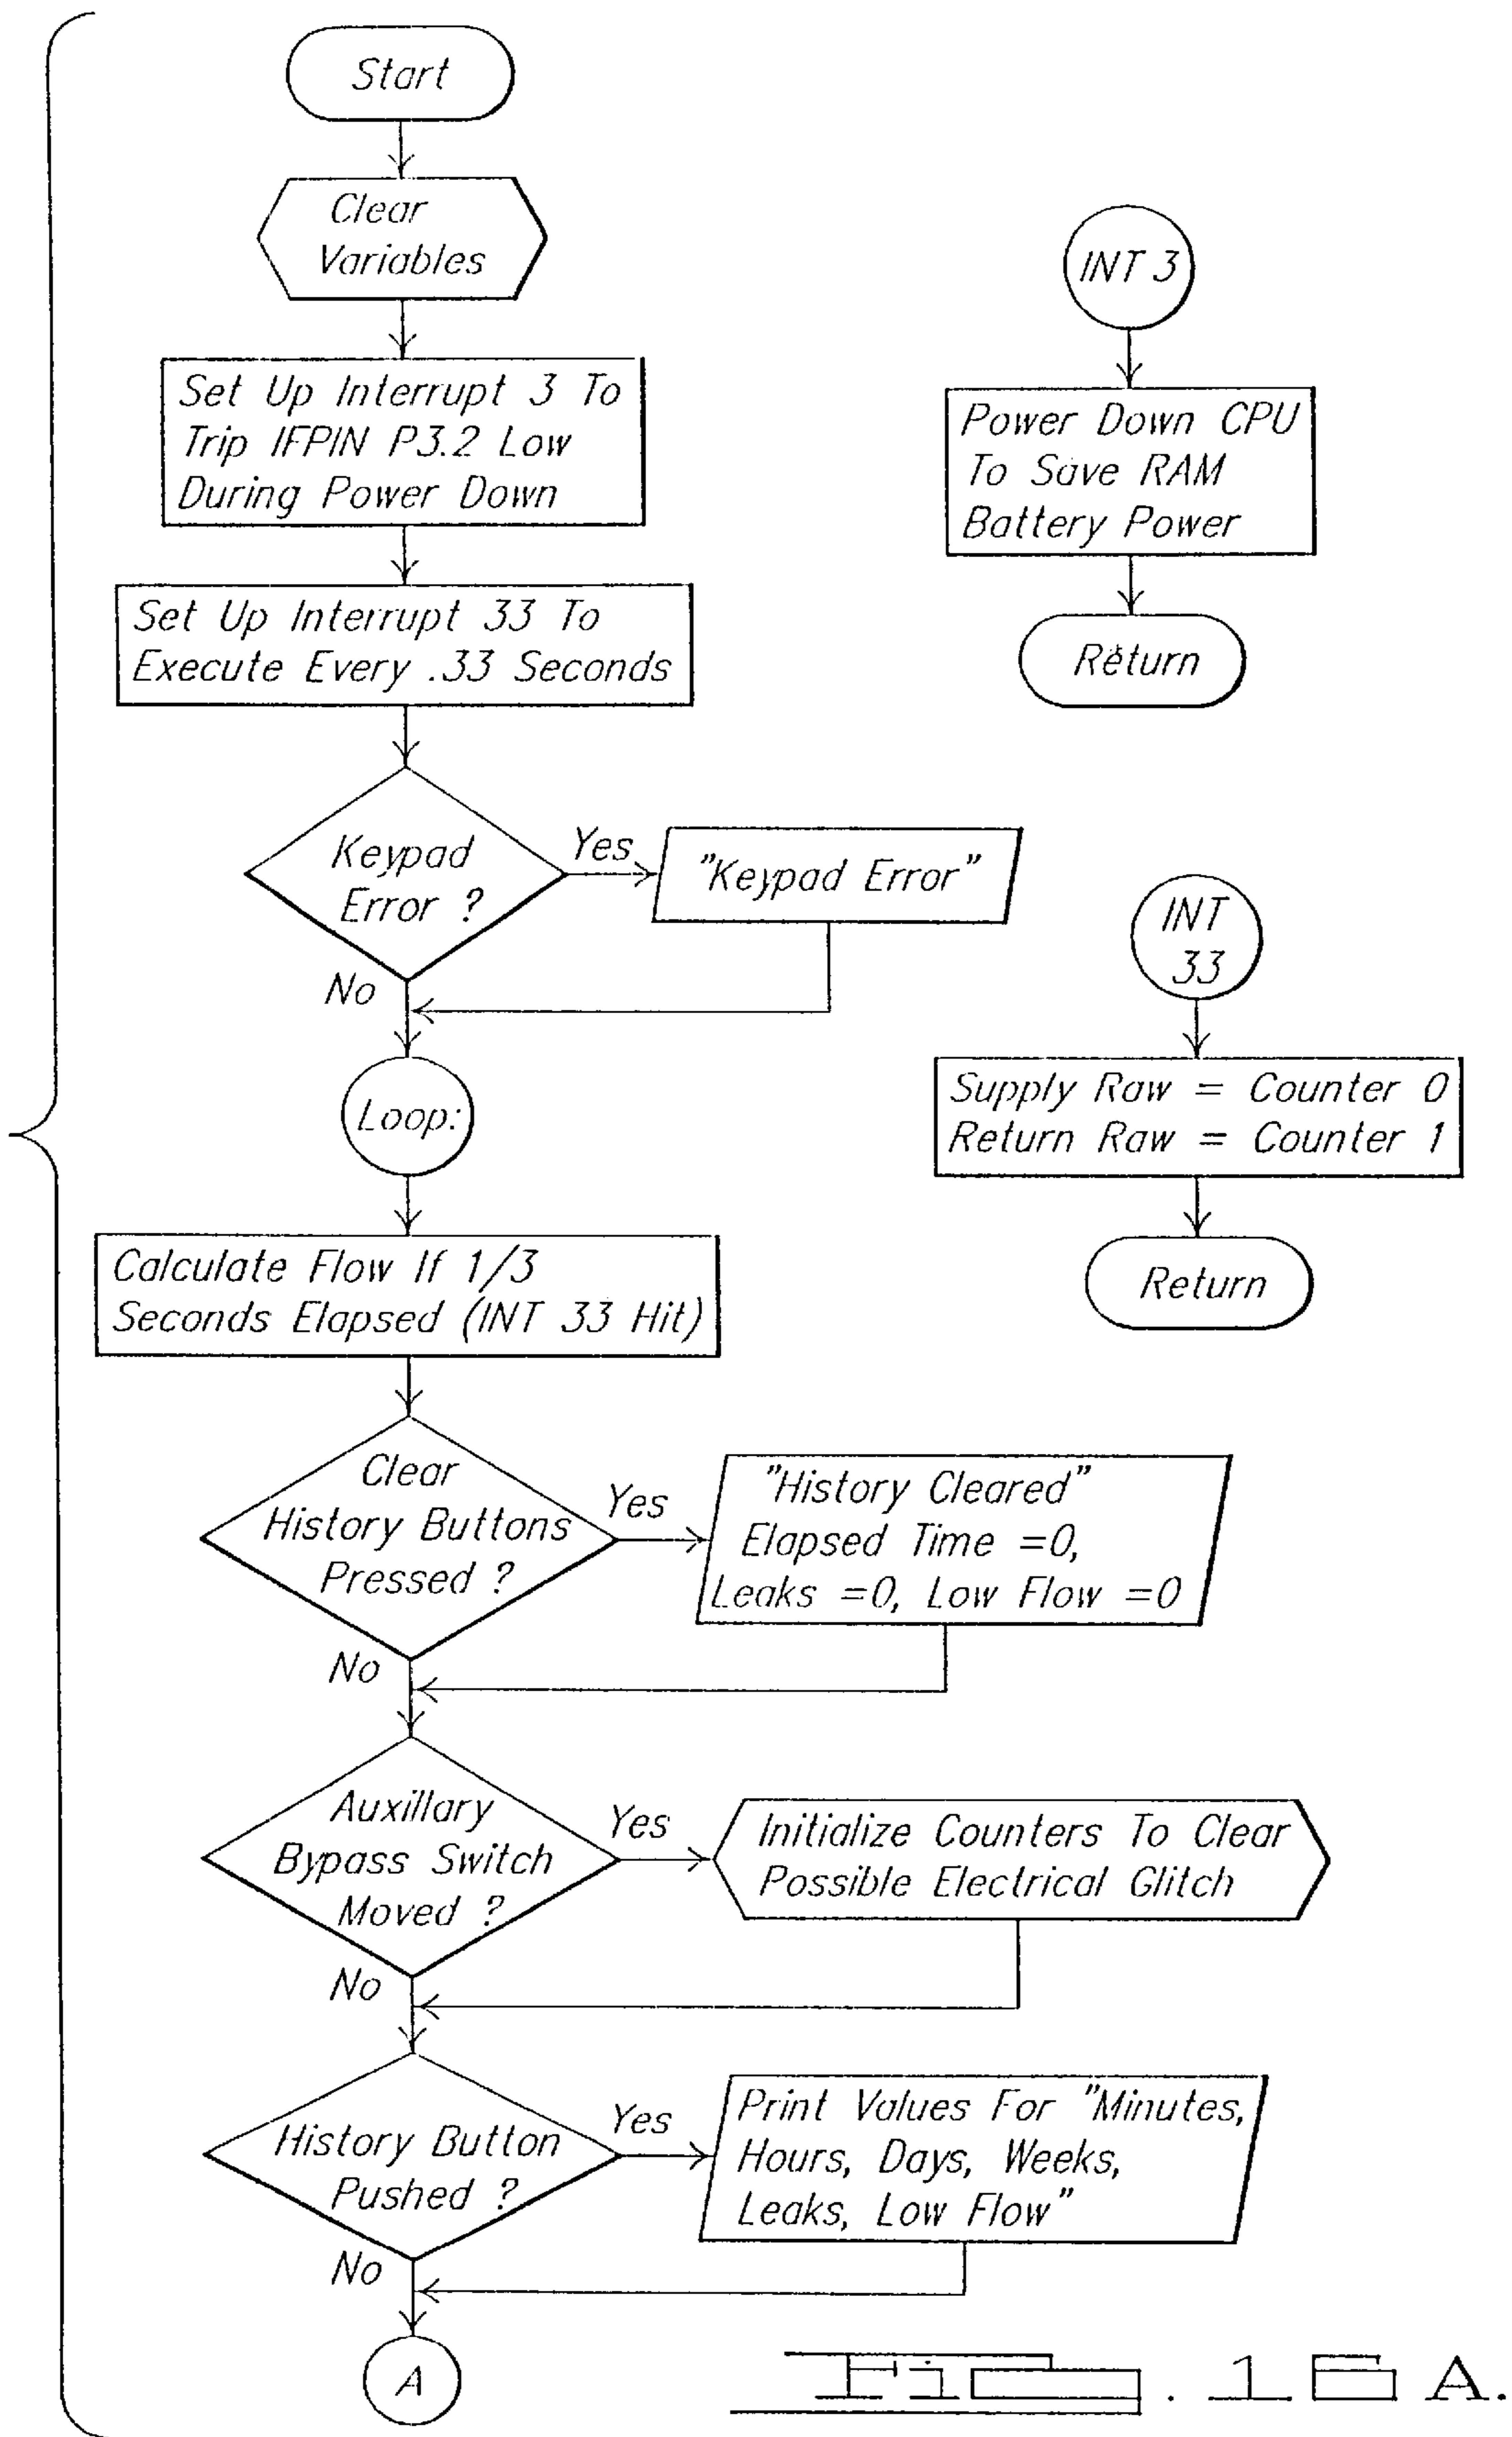 Start
Clear
Variables
Set Up Interrupt 3 To
Trip IFPIN P3.2 Low
During Power Down
Set Up Interrupt 33 To
Execute Every .33 Seconds
Keypad
Error ?
Yes
"Keypad Error"
No
Loop:
Calculate Flow If 1/3
Seconds Elapsed (INT 33 Hit)
Clear
History Buttons
Pressed ?
Yes
"History Cleared"
Elapsed Time =0,
Leaks =0, Low Flow =0
No
Auxillary
Bypass Switch
Moved ?
Yes
Initialize Counters To Clear
Possible Electrical Glitch
No
History Button
Pushed ?
Yes
Print Values For "Minutes,
Hours, Days, Weeks,
Leaks, Low Flow"
No
A
INT 3
Power Down CPU
To Save RAM
Battery Power
Return
INT
33
Supply Raw = Counter 0
Return Raw = Counter 1
Return